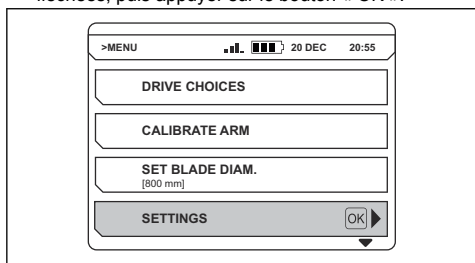 fléchées, puis appuyer sur le bouton « OK ».
>MENU 20 DEC 20:55
DRIVE CHOICES
CALIBRATE ARM
SET BLADE DIAM.
[800 mm]
SETTINGS OK